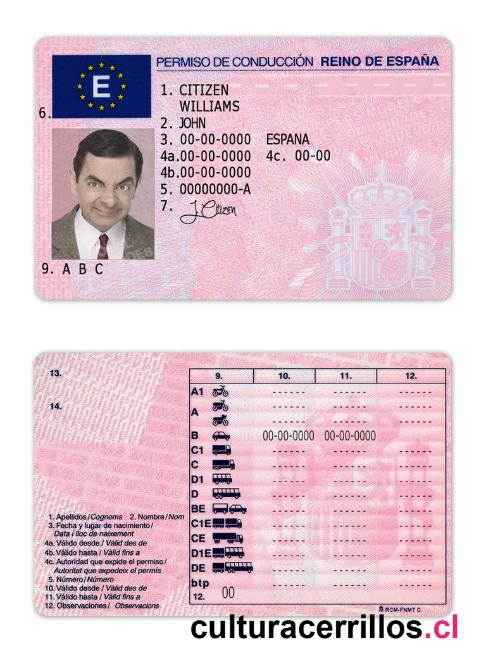 PERMISO DE CONDUCCIÓN REINO DE ESPAÑA
E
1. CITIZEN
WILLIAMS
2. JOHN
3. 00-00-0000 ESPANA
4a.00-00-0000 4c. 00-00
4b.00-00-0000
5. 00000000-A
6.
7. J Citizen
9. A B C
13.
14.
9. 10. 11. 12.
A1
A
B 00-00-0000 00-00-0000
C1
C
D1
D
BE
C1E
CE
D1E
DE
btp
12. 00
1. Apellidos/Cognoms 2. Nombre/Nom
3. Fecha y lugar de nacimiento/
Data i lloc de naixement
4a. Válido desde/Vàlid des de
4b. Válido hasta / Vàlid fins a
4c. Autoridad que expide el permiso/
Autoritat que expedeix el permís
5. Número/Número
10. Válido desde/Vàlid des de
11. Válido hasta / Vàlid fins a
12. Observaciones/ Observacions
RCM-FNMT C
culturacerrillos.cl